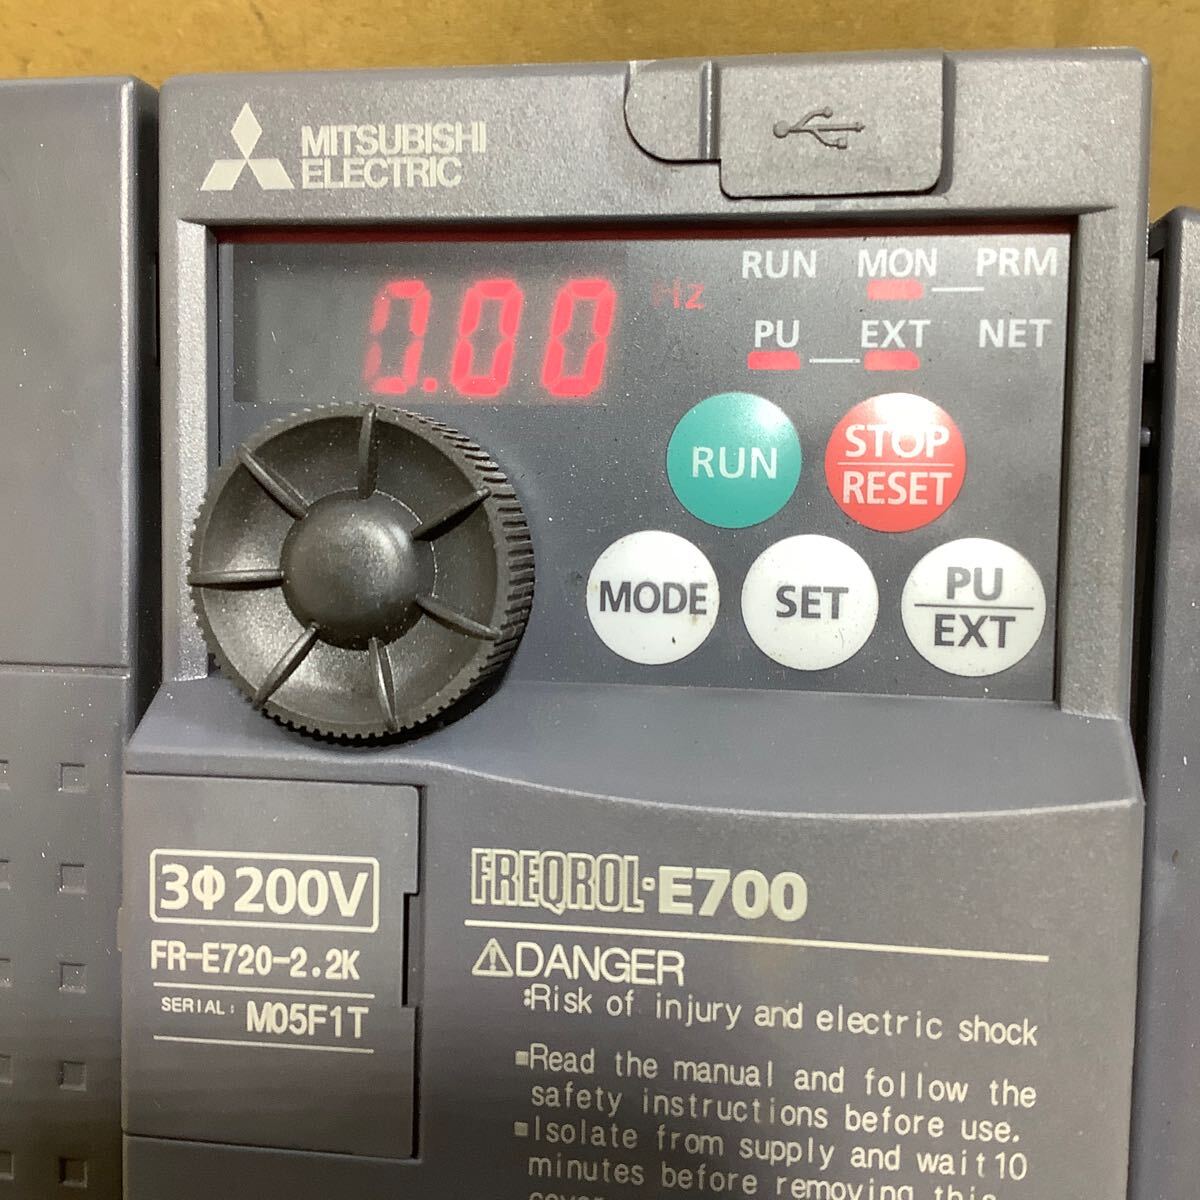 MITSUBISHI
ELECTRIC
0.00 Hz
RUN MON PRM
PU EXT NET
RUN
STOP
RESET
MODE
SET
PU
EXT
3Φ200V
FR-E720-2.2K
SERIAL: M05F1T
FREQROL-E700
⚠DANGER
:Risk of injury and electric shock
■Read the manual and follow the
safety instructions before use.
■Isolate from supply and wait 10
minutes before removing this
cover